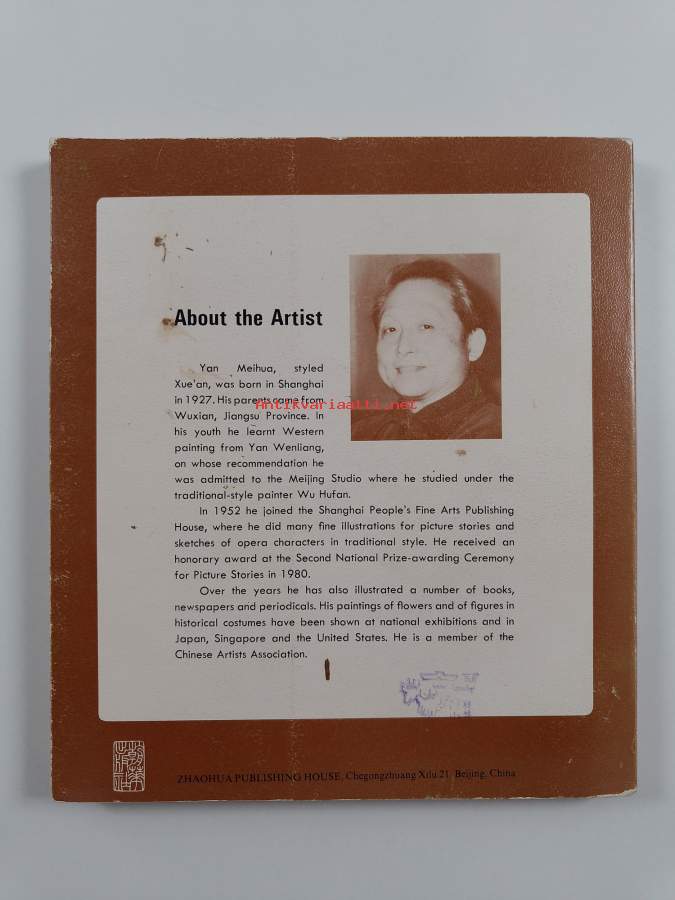 About the Artist
Yan Meihua, styled
Xue'an, was born in Shanghai
in 1927. His parents came from
Wuxian, Jiangsu Province. In
his youth he learnt Western
painting from Yan Wenliang,
on whose recommendation he
was admitted to the Meijing Studio where he studied under the
traditional-style painter Wu Hufan.
In 1952 he joined the Shanghai People's Fine Arts Publishing
House, where he did many fine illustrations for picture stories and
sketches of opera characters in traditional style. He received an
honorary award at the Second National Prize-awarding Ceremony
for Picture Stories in 1980.
Over the years he has also illustrated a number of books,
newspapers and periodicals. His paintings of flowers and of figures in
historical costumes have been shown at national exhibitions and in
Japan, Singapore and the United States. He is a member of the
Chinese Artists Association.
ZHAOHUA PUBLISHING HOUSE, Chegongzhuang Xilu 21, Beijing, China
Antikvariaatti.net